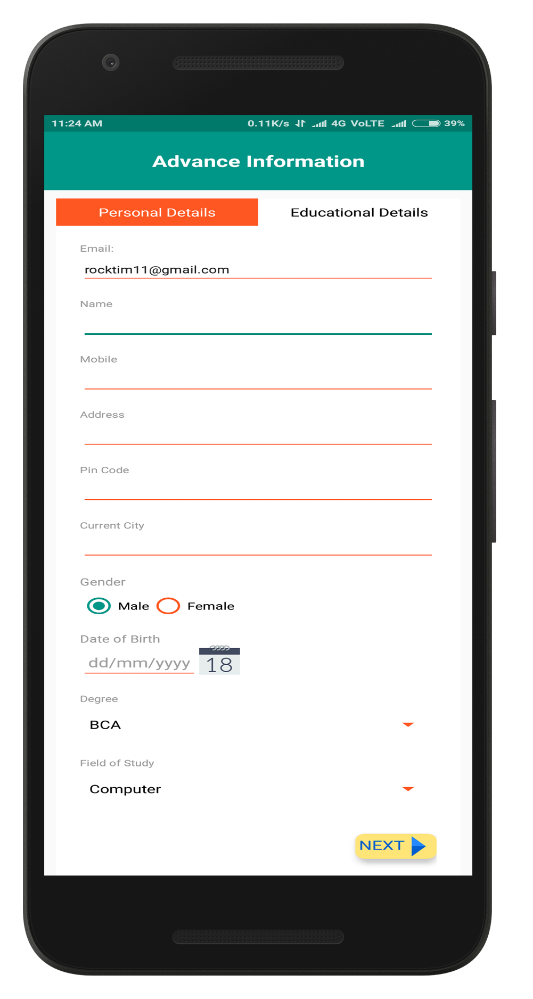 11:24 AM 0.11K/s 4G VoLTE 39%
Advance Information
Personal Details Educational Details
Email:
rocktim11@gmail.com
Name
Mobile
Address
Pin Code
Current City
Gender
Male Female
Date of Birth
dd/mm/yyyy 18
Degree
BCA
Field of Study
Computer
NEXT